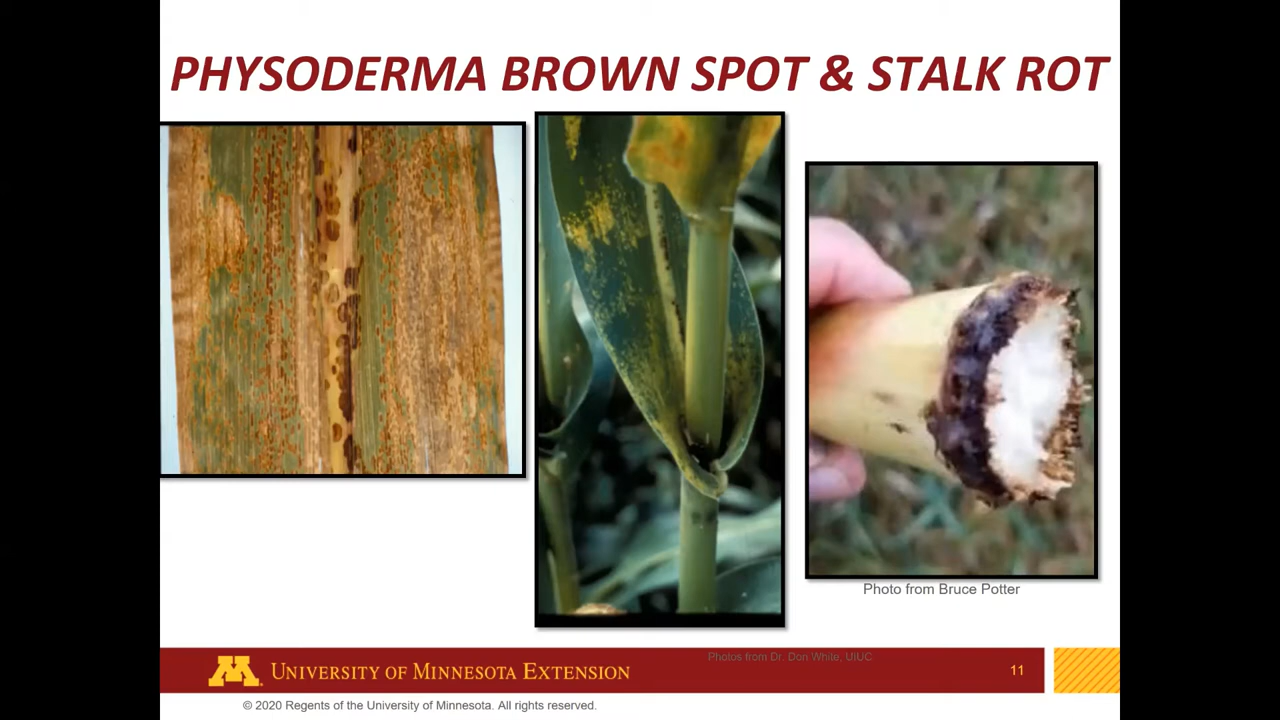 PHYSODERMA BROWN SPOT & STALK ROT
Photo from Bruce Potter
Photos from Dr. Don White, UIUC
M
UNIVERSITY OF MINNESOTA EXTENSION
11
© 2020 Regents of the University of Minnesota. All rights reserved.